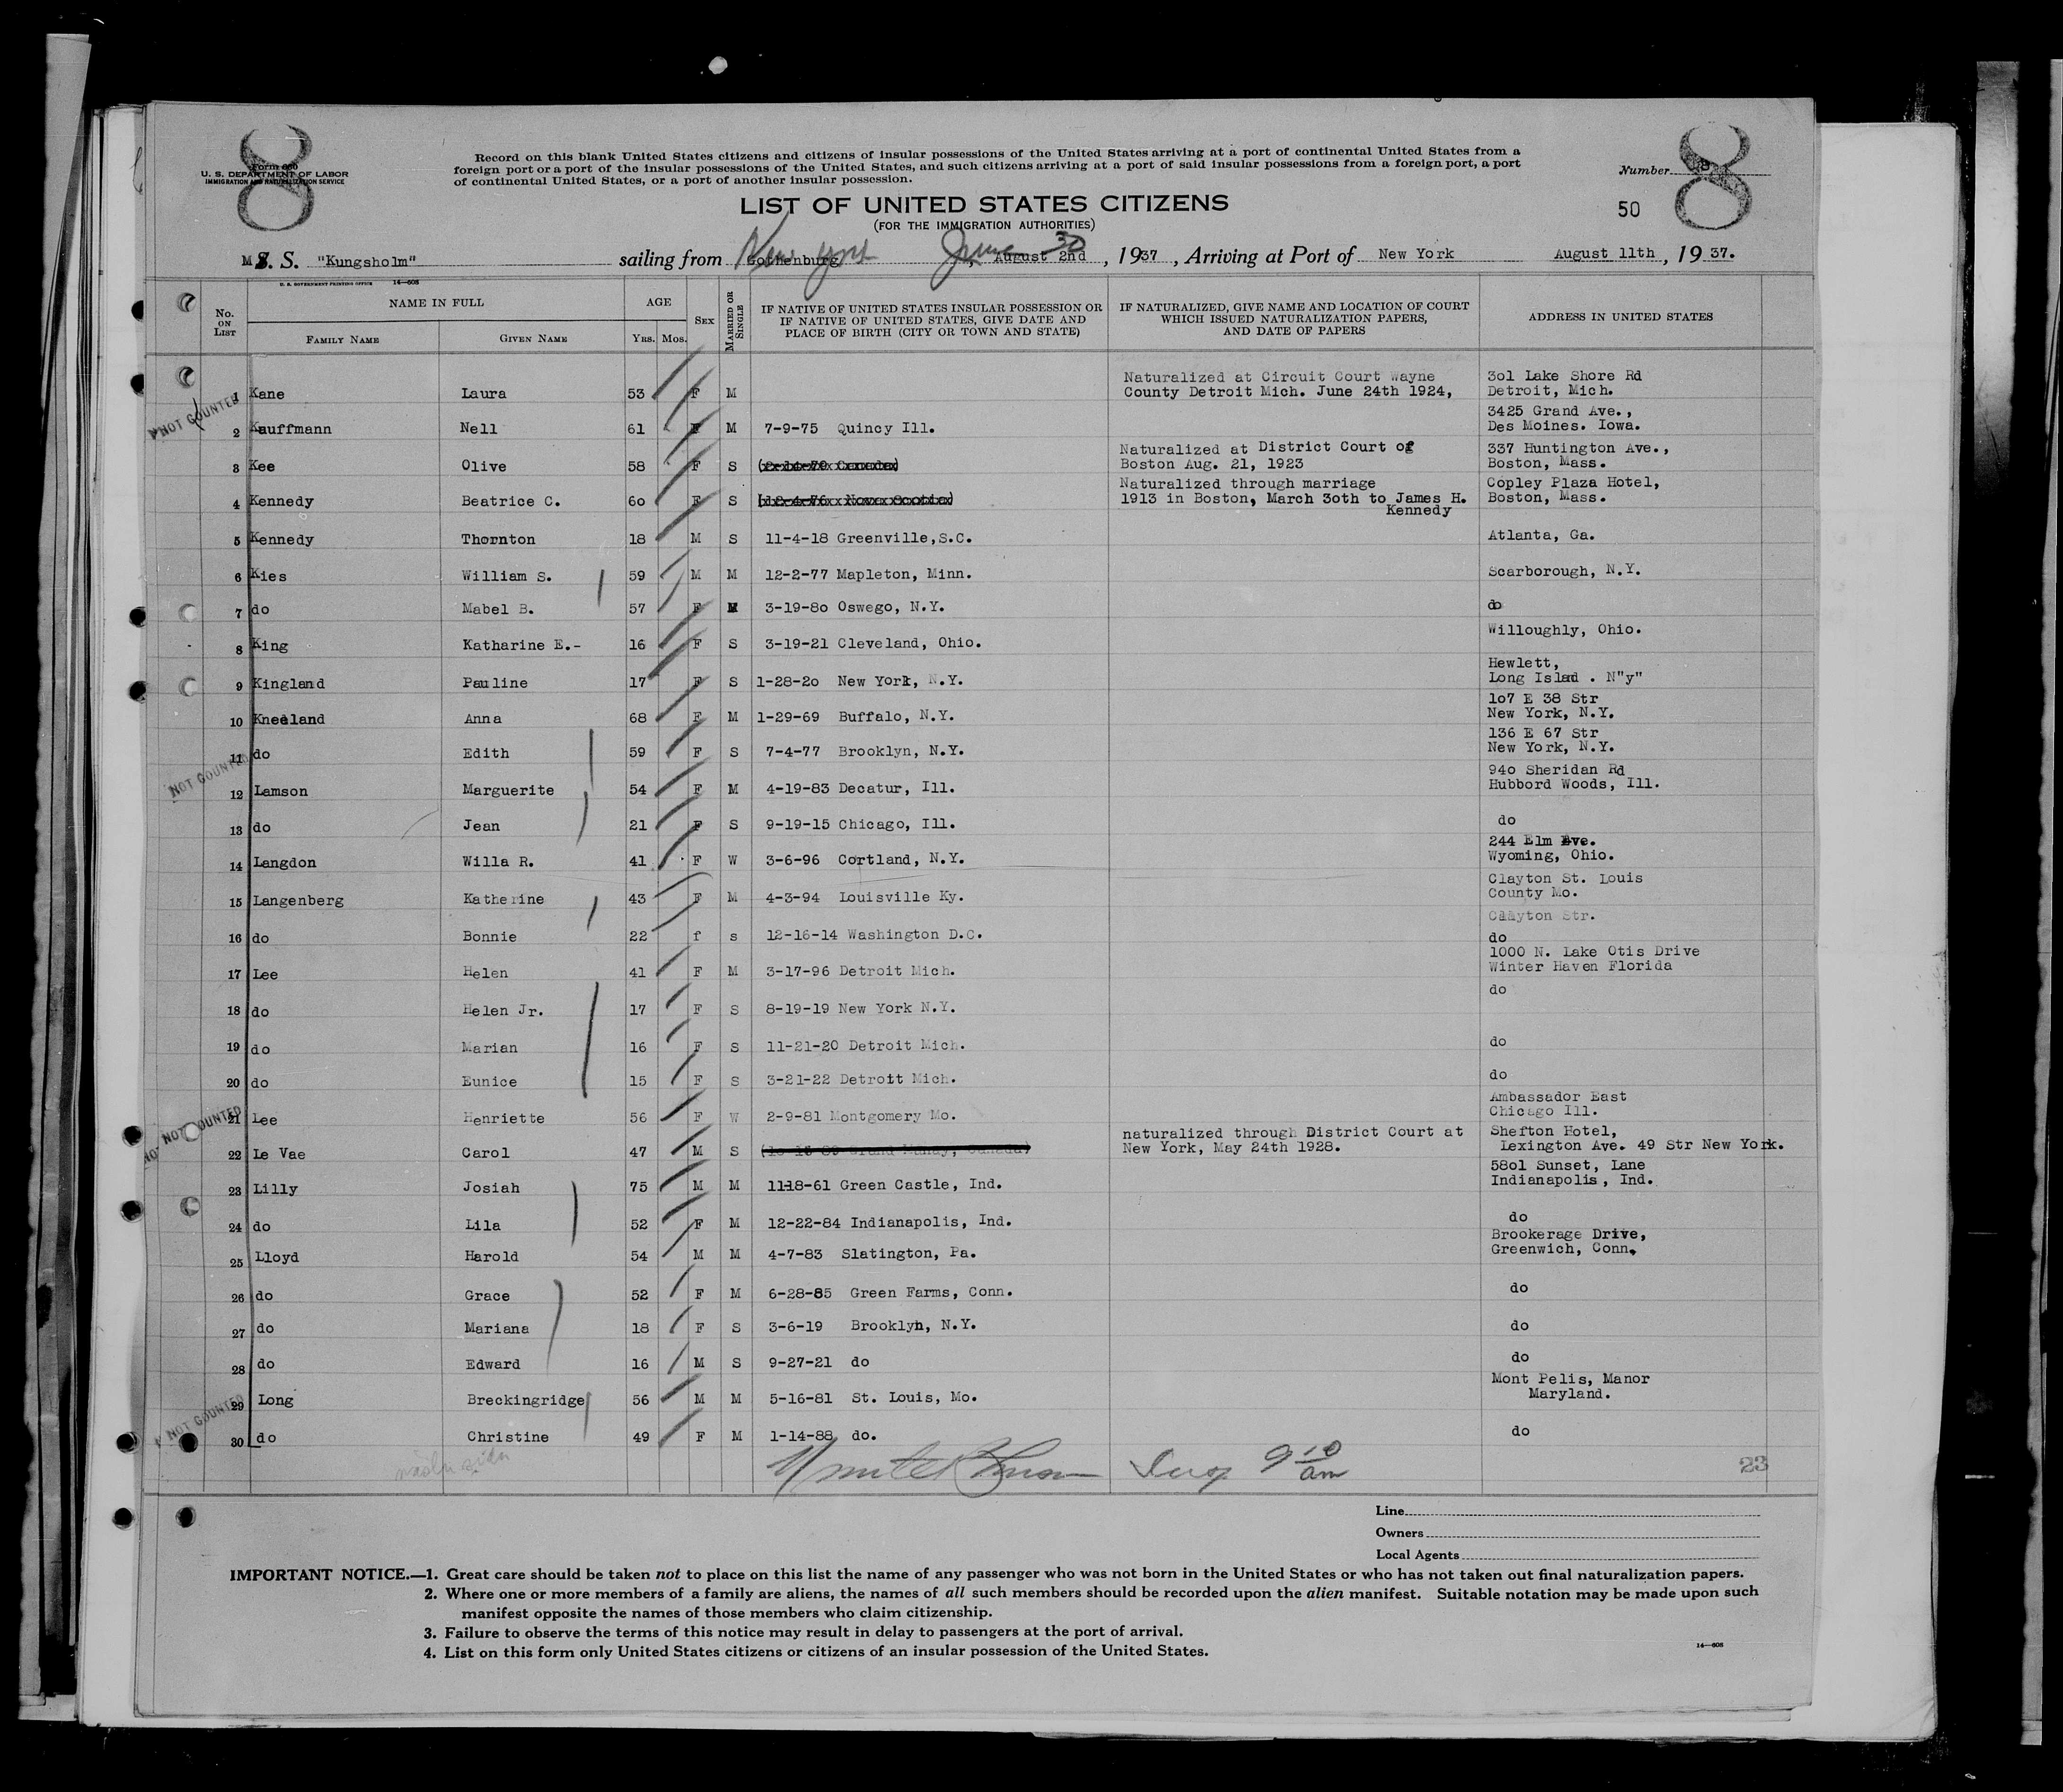 8
Form 630
U. S. DEPARTMENT OF LABOR
IMMIGRATION AND NATURALIZATION SERVICE
Record on this blank United States citizens and citizens of insular possessions of the United States arriving at a port of continental United States from a
foreign port or a port of the insular possessions of the United States, and such citizens arriving at a port of said insular possessions from a foreign port, a port
of continental United States, or a port of another insular possession.
Number
8
LIST OF UNITED STATES CITIZENS
(FOR THE IMMIGRATION AUTHORITIES)
50
M S. S. "Kungsholm" sailing from Gothenburg New York June 30 August 2nd, 1937, Arriving at Port of New York August 11th, 1937.
U. S. GOVERNMENT PRINTING OFFICE 14—608
No. ON LIST
NAME IN FULL
FAMILY NAME
GIVEN NAME
AGE
YRS. MOS.
SEX
MARRIED OR SINGLE
IF NATIVE OF UNITED STATES INSULAR POSSESSION OR
IF NATIVE OF UNITED STATES, GIVE DATE AND
PLACE OF BIRTH (CITY OR TOWN AND STATE)
IF NATURALIZED, GIVE NAME AND LOCATION OF COURT
WHICH ISSUED NATURALIZATION PAPERS,
AND DATE OF PAPERS
ADDRESS IN UNITED STATES
1 Kane Laura 53 F M Naturalized at Circuit Court Wayne County Detroit Mich. June 24th 1924, 3o1 Lake Shore Rd Detroit, Mich.
NOT COUNTED
2 Kauffmann Nell 61 F M 7-9-75 Quincy Ill. 3425 Grand Ave., Des Moines. Iowa.
3 Kee Olive 58 F S Naturalized at District Court of Boston Aug. 21, 1923 337 Huntington Ave., Boston, Mass.
4 Kennedy Beatrice C. 6o F S Naturalized through marriage 1913 in Boston, March 3oth to James H. Kennedy Copley Plaza Hotel, Boston, Mass.
5 Kennedy Thornton 18 M S 11-4-18 Greenville,S.C. Atlanta, Ga.
6 Kies William S. 59 M M 12-2-77 Mapleton, Minn. Scarborough, N.Y.
7 do Mabel B. 57 F M 3-19-8o Oswego, N.Y. do
8 King Katharine E.- 16 F S 3-19-21 Cleveland, Ohio. Willoughly, Ohio.
9 Kingland Pauline 17 F S 1-28-2o New York, N.Y. Hewlett, Long Islad . N"y"
10 Kneeland Anna 68 F M 1-29-69 Buffalo, N.Y. 1o7 E 38 Str New York, N.Y.
11 do Edith 59 F S 7-4-77 Brooklyn, N.Y. 136 E 67 Str New York, N.Y.
NOT COUNTED
12 Lamson Marguerite 54 F M 4-19-83 Decatur, Ill. 94o Sheridan Rd Hubbord Woods, Ill.
13 do Jean 21 F S 9-19-15 Chicago, Ill. do
14 Langdon Willa R. 41 F W 3-6-96 Cortland, N.Y. 244 Elm Ave. Wyoming, Ohio.
15 Langenberg Katherine 43 F M 4-3-94 Louisville Ky. Clayton St. Louis County Mo.
16 do Bonnie 22 f s 12-16-14 Washington D.C. Clayton Str. do
17 Lee Helen 41 F M 3-17-96 Detroit Mich. 1000 N. Lake Otis Drive Winter Haven Florida
18 do Helen Jr. 17 F S 8-19-19 New York N.Y. do
19 do Marian 16 F S 11-21-20 Detroit Mich. do
20 do Eunice 15 F S 3-21-22 Detroit Mich. do
21 Lee Henriette 56 F W 2-9-81 Montgomery Mo. Ambassador East Chicago Ill.
NOT COUNTED
22 Le Vae Carol 47 M S naturalized through District Court at New York, May 24th 1928. Shefton Hotel, Lexington Ave. 49 Str New York.
23 Lilly Josiah 75 M M 1118-61 Green Castle, Ind. 58o1 Sunset, Lane Indianapolis, Ind.
24 do Lila 52 F M 12-22-84 Indianapolis, Ind. do
25 Lloyd Harold 54 M M 4-7-83 Slatington, Pa. Brookerage Drive, Greenwich, Conn.
26 do Grace 52 F M 6-28-85 Green Farms, Conn. do
27 do Mariana 18 F S 3-6-19 Brooklyn, N.Y. do
28 do Edward 16 M S 9-27-21 do do
29 Long Breckingridge 56 M M 5-16-81 St. Louis, Mo. Mont Pelis, Manor Maryland.
NOT COUNTED
30 do Christine 49 F M 1-14-88 do. do
9 10 am
23
Line
Owners
Local Agents
IMPORTANT NOTICE.—1. Great care should be taken not to place on this list the name of any passenger who was not born in the United States or who has not taken out final naturalization papers.
2. Where one or more members of a family are aliens, the names of all such members should be recorded upon the alien manifest. Suitable notation may be made upon such
manifest opposite the names of those members who claim citizenship.
3. Failure to observe the terms of this notice may result in delay to passengers at the port of arrival.
4. List on this form only United States citizens or citizens of an insular possession of the United States.
14—608